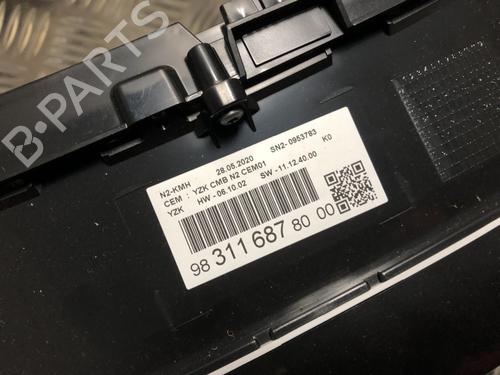 B-PARTS
N2-KMH 28.05.2020 SN2- 0953783
CEM : YZK CMB N2 CEM01 K0
YZK HW - 06.10.02 SW - 11.12.40.00
98 311 687 80 00